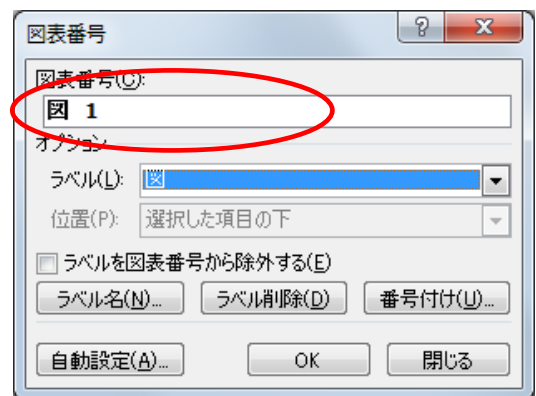 図表番号
図表番号(C):
図 1
オプション
ラベル(L): 図
位置(P): 選択した項目の下
ラベルを図表番号から除外する(E)
ラベル名(N)... ラベル削除(D) 番号付け(U)...
自動設定(A)... OK 閉じる